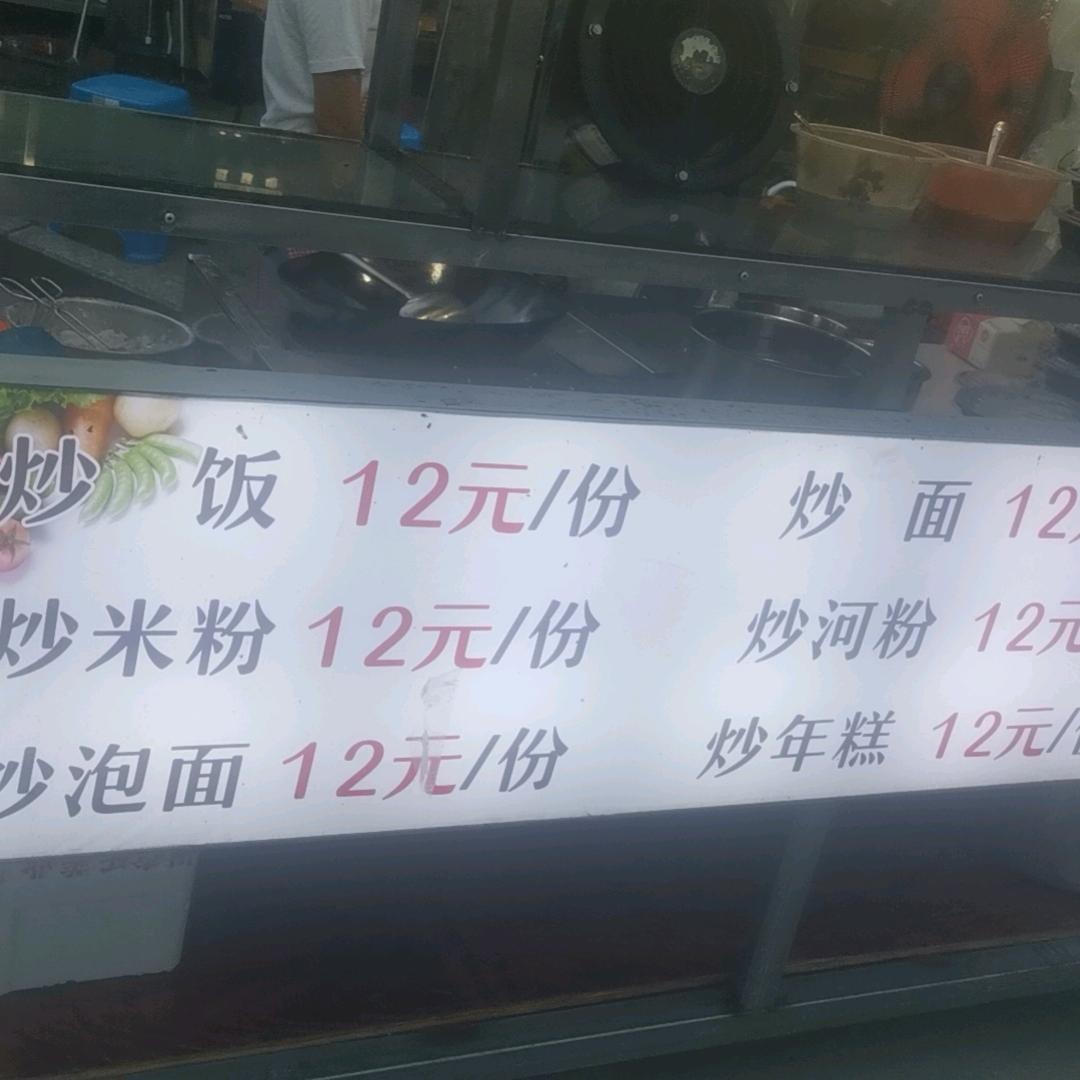 炒 饭 12元/份 炒 面 12
炒米粉 12元/份 炒河粉 12元
炒泡面 12元/份 炒年糕 12元/